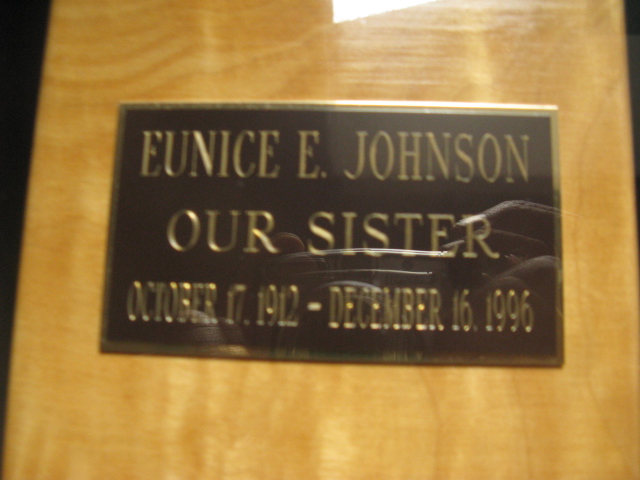 EUNICE E. JOHNSON
OUR SISTER
OCTOBER 17, 1912 - DECEMBER 16, 1996